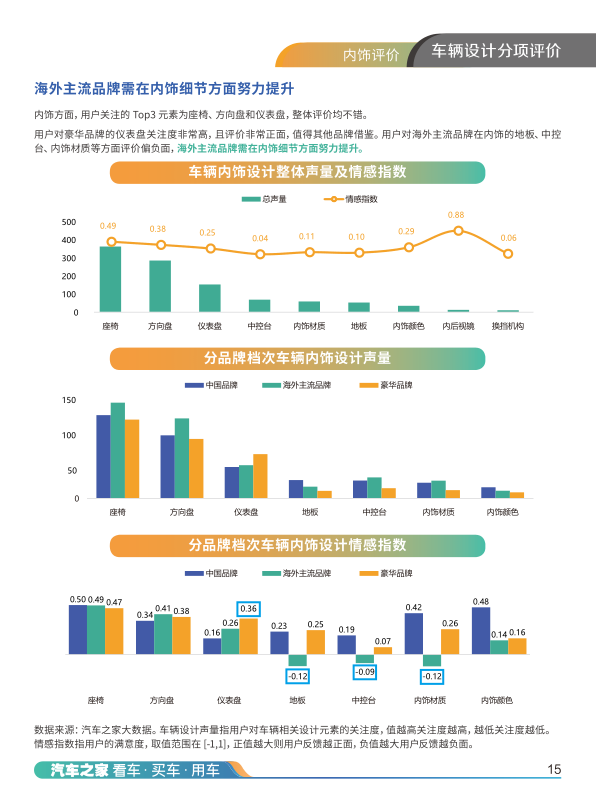 内饰评价
车辆设计分项评价
海外主流品牌需在内饰细节方面努力提升
内饰方面，用户关注的 Top3 元素为座椅、方向盘和仪表盘，整体评价均不错。
用户对豪华品牌的仪表盘关注度非常高，且评价非常正面，值得其他品牌借鉴。用户对海外主流品牌在内饰的地板、中控
台、内饰材质等方面评价偏负面，海外主流品牌需在内饰细节方面努力提升。
车辆内饰设计整体声量及情感指数
总声量 情感指数
500
400
300
200
100
0
0.49 0.38 0.25 0.04 0.11 0.10 0.29 0.88 0.06
座椅 方向盘 仪表盘 中控台 内饰材质 地板 内饰颜色 内后视镜 换挡机构
分品牌档次车辆内饰设计声量
中国品牌 海外主流品牌 豪华品牌
150
100
50
0
座椅 方向盘 仪表盘 地板 中控台 内饰材质 内饰颜色
分品牌档次车辆内饰设计情感指数
中国品牌 海外主流品牌 豪华品牌
0.50 0.49 0.47 0.34 0.41 0.38 0.16 0.26 0.36 0.23 -0.12 0.25 0.19 -0.09 0.07 0.42 -0.12 0.26 0.48 0.14 0.16
座椅 方向盘 仪表盘 地板 中控台 内饰材质 内饰颜色
数据来源：汽车之家大数据。车辆设计声量指用户对车辆相关设计元素的关注度，值越高关注度越高，越低关注度越低。
情感指数指用户的满意度，取值范围在 [-1,1]，正值越大则用户反馈越正面，负值越大用户反馈越负面。
汽车之家 看车 · 买车 · 用车
15